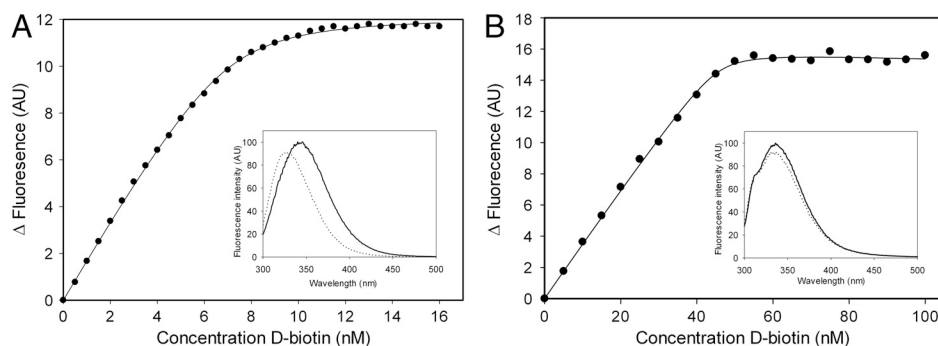 A
12
10
8
6
4
2
0
Δ Fluoresence (AU)
0 2 4 6 8 10 12 14 16
Concentration D-biotin (nM)
Fluorescence intensity (AU)
120
100
80
60
40
20
0
300 350 400 450 500
Wavelength (nm)
B
18
16
14
12
10
8
6
4
2
0
Δ Fluorecence (AU)
0 20 40 60 80 100
Concentration D-biotin (nM)
Fluorescence intensity (AU)
120
100
80
60
40
20
0
300 350 400 450 500
Wavelength (nm)